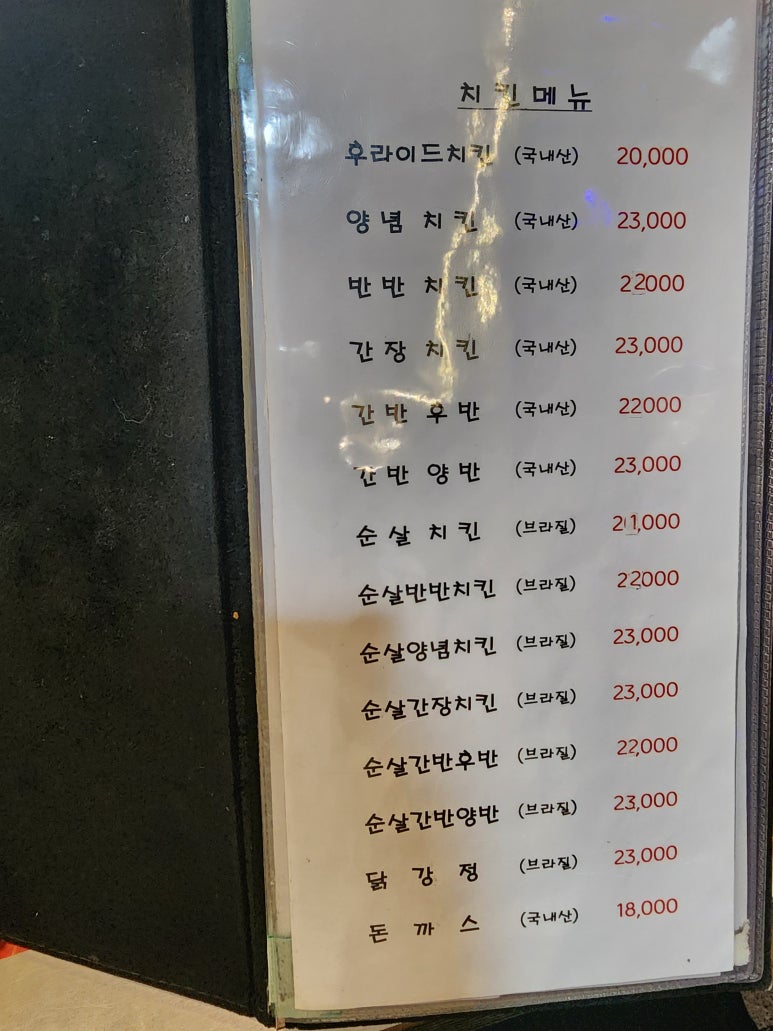 치킨메뉴
후라이드치킨 (국내산) 20,000
양념 치킨 (국내산) 23,000
반반 치킨 (국내산) 22000
간장 치킨 (국내산) 23,000
간반후반 (국내산) 22000
간반양반 (국내산) 23,000
순살치킨 (브라질) 21,000
순살반반치킨 (브라질) 22000
순살양념치킨 (브라질) 23,000
순살간장치킨 (브라질) 23,000
순살간반후반 (브라질) 22,000
순살간반양반 (브라질) 23,000
닭강정 (브라질) 23,000
돈까스 (국내산) 18,000